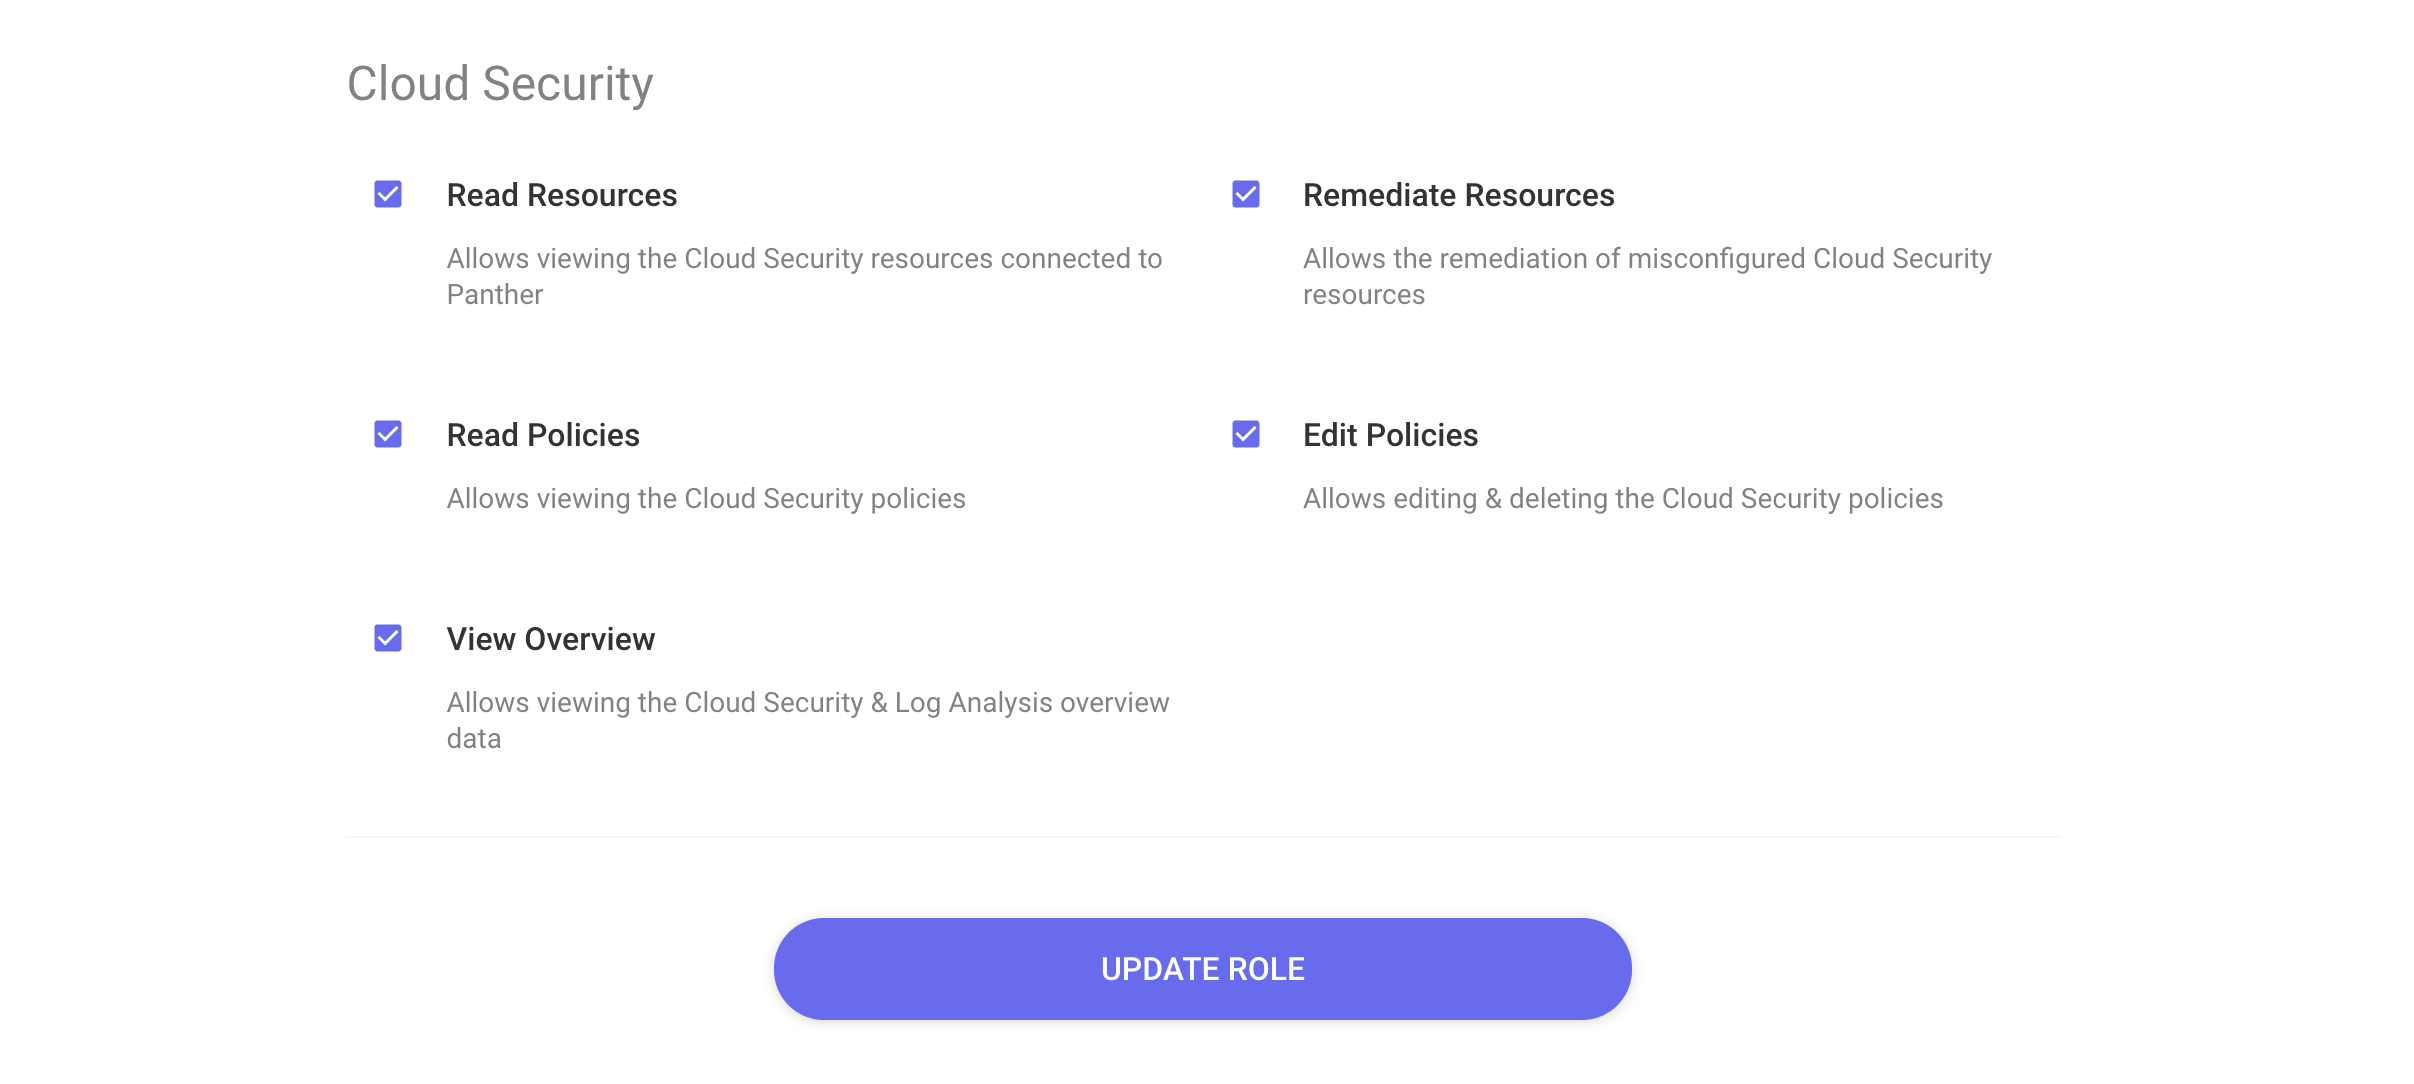 Cloud Security
Read Resources
Allows viewing the Cloud Security resources connected to
Panther
Remediate Resources
Allows the remediation of misconfigured Cloud Security
resources
Read Policies
Allows viewing the Cloud Security policies
Edit Policies
Allows editing & deleting the Cloud Security policies
View Overview
Allows viewing the Cloud Security & Log Analysis overview
data
UPDATE ROLE